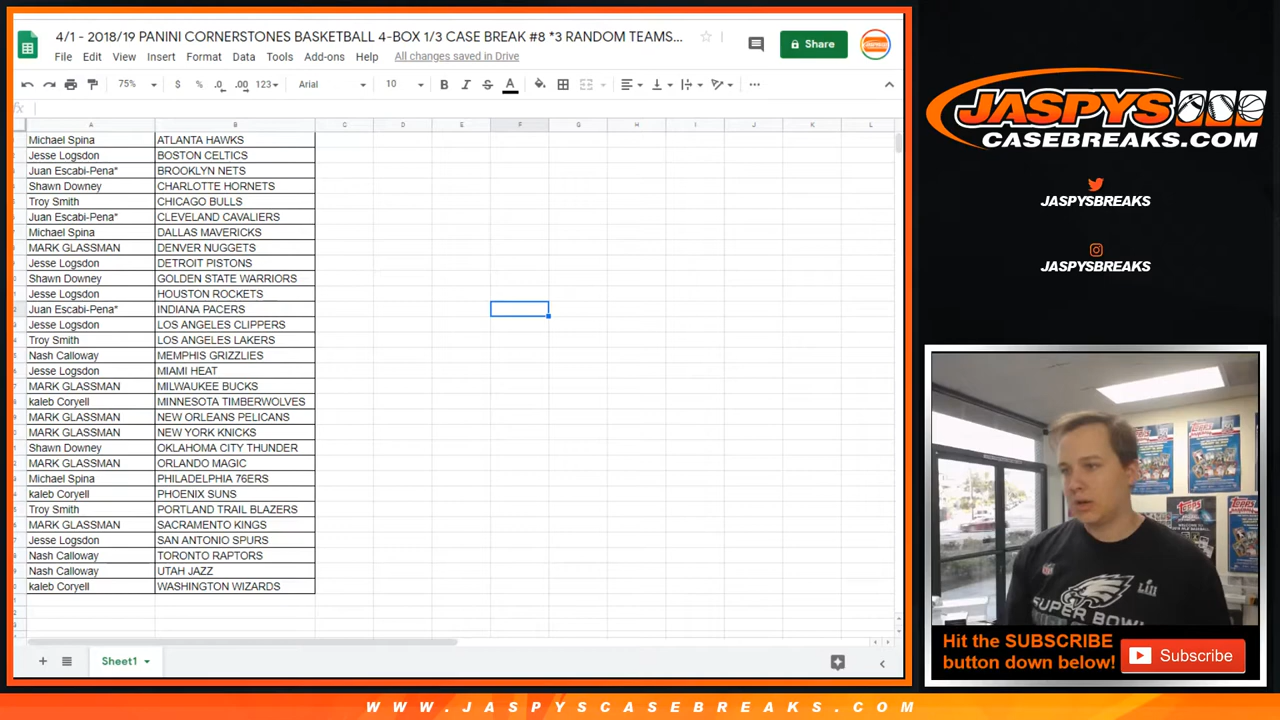 4/1 - 2018/19 PANINI CORNERSTONES BASKETBALL 4-BOX 1/3 CASE BREAK #8 *3 RANDOM TEAMS...
Share
File Edit View Insert Format Data Tools Add-ons Help All changes saved in Drive
75% $ % .0 .00 123 Arial 10 B I S A
fx
A B C D E F G H I J K L
Michael Spina ATLANTA HAWKS
Jesse Logsdon BOSTON CELTICS
Juan Escabi-Pena* BROOKLYN NETS
Shawn Downey CHARLOTTE HORNETS
Troy Smith CHICAGO BULLS
Juan Escabi-Pena* CLEVELAND CAVALIERS
Michael Spina DALLAS MAVERICKS
MARK GLASSMAN DENVER NUGGETS
Jesse Logsdon DETROIT PISTONS
Shawn Downey GOLDEN STATE WARRIORS
Jesse Logsdon HOUSTON ROCKETS
Juan Escabi-Pena* INDIANA PACERS
Jesse Logsdon LOS ANGELES CLIPPERS
Troy Smith LOS ANGELES LAKERS
Nash Calloway MEMPHIS GRIZZLIES
Jesse Logsdon MIAMI HEAT
MARK GLASSMAN MILWAUKEE BUCKS
kaleb Coryell MINNESOTA TIMBERWOLVES
MARK GLASSMAN NEW ORLEANS PELICANS
MARK GLASSMAN NEW YORK KNICKS
Shawn Downey OKLAHOMA CITY THUNDER
MARK GLASSMAN ORLANDO MAGIC
Michael Spina PHILADELPHIA 76ERS
kaleb Coryell PHOENIX SUNS
Troy Smith PORTLAND TRAIL BLAZERS
MARK GLASSMAN SACRAMENTO KINGS
Jesse Logsdon SAN ANTONIO SPURS
Nash Calloway TORONTO RAPTORS
Nash Calloway UTAH JAZZ
kaleb Coryell WASHINGTON WIZARDS
Sheet1
JASPYS
CASEBREAKS.COM
JASPYSBREAKS
JASPYSBREAKS
NFL
LII
SUPER BOWL
Topps
Topps
Topps
Hit the SUBSCRIBE
button down below!
Subscribe
WWW.JASPYSCASEBREAKS.COM